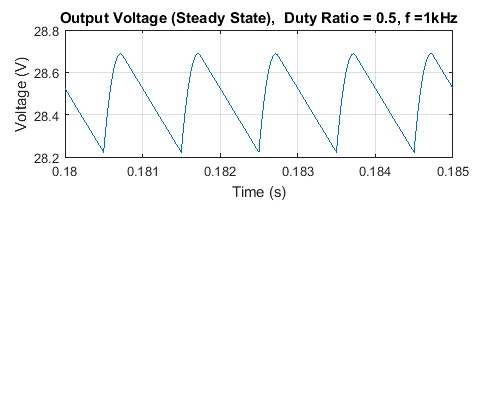 Output Voltage (Steady State),  Duty Ratio = 0.5, f =1kHz
28.8
28.6
28.4
28.2
Voltage (V)
0.18 0.181 0.182 0.183 0.184 0.185
Time (s)